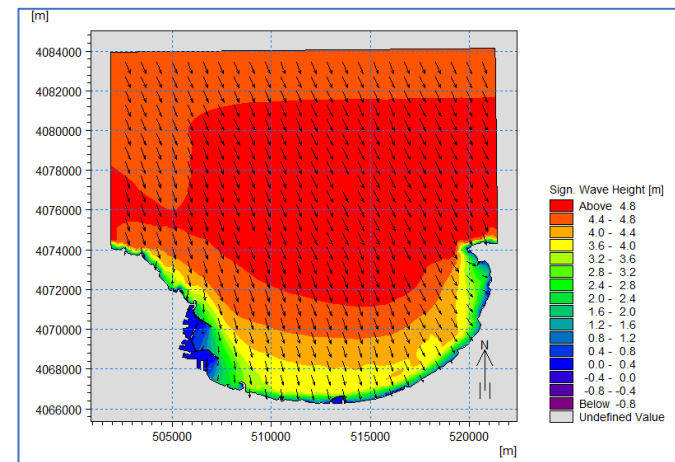 [m]
4084000
4082000
4080000
4078000
4076000
4074000
4072000
4070000
4068000
4066000
505000 510000 515000 520000
[m]
N
Sign. Wave Height [m]
Above 4.8
4.4 - 4.8
4.0 - 4.4
3.6 - 4.0
3.2 - 3.6
2.8 - 3.2
2.4 - 2.8
2.0 - 2.4
1.6 - 2.0
1.2 - 1.6
0.8 - 1.2
0.4 - 0.8
0.0 - 0.4
-0.4 - 0.0
-0.8 - -0.4
Below -0.8
Undefined Value